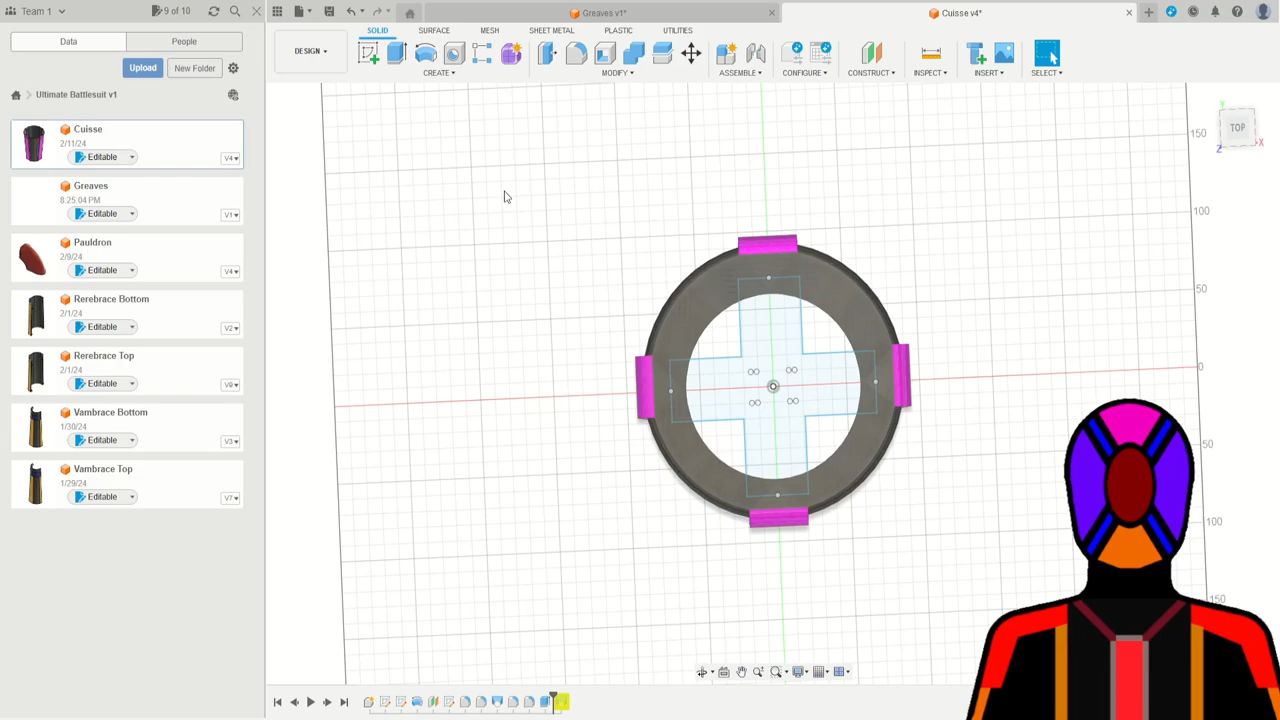 Team 1
9 of 10
Greaves v1*
Cuisse v4*
Data
People
Upload
New Folder
Ultimate Battlesuit v1
Cuisse
2/11/24
Editable
V4
Greaves
8:25:04 PM
Editable
V1
Pauldron
2/9/24
Editable
V4
Rerebrace Bottom
2/1/24
Editable
V2
Rerebrace Top
2/1/24
Editable
V9
Vambrace Bottom
1/30/24
Editable
V3
Vambrace Top
1/29/24
Editable
V7
DESIGN
SOLID
SURFACE
MESH
SHEET METAL
PLASTIC
UTILITIES
CREATE
MODIFY
ASSEMBLE
CONFIGURE
CONSTRUCT
INSPECT
INSERT
SELECT
TOP
Z
X
150
100
50
0
50
100
150